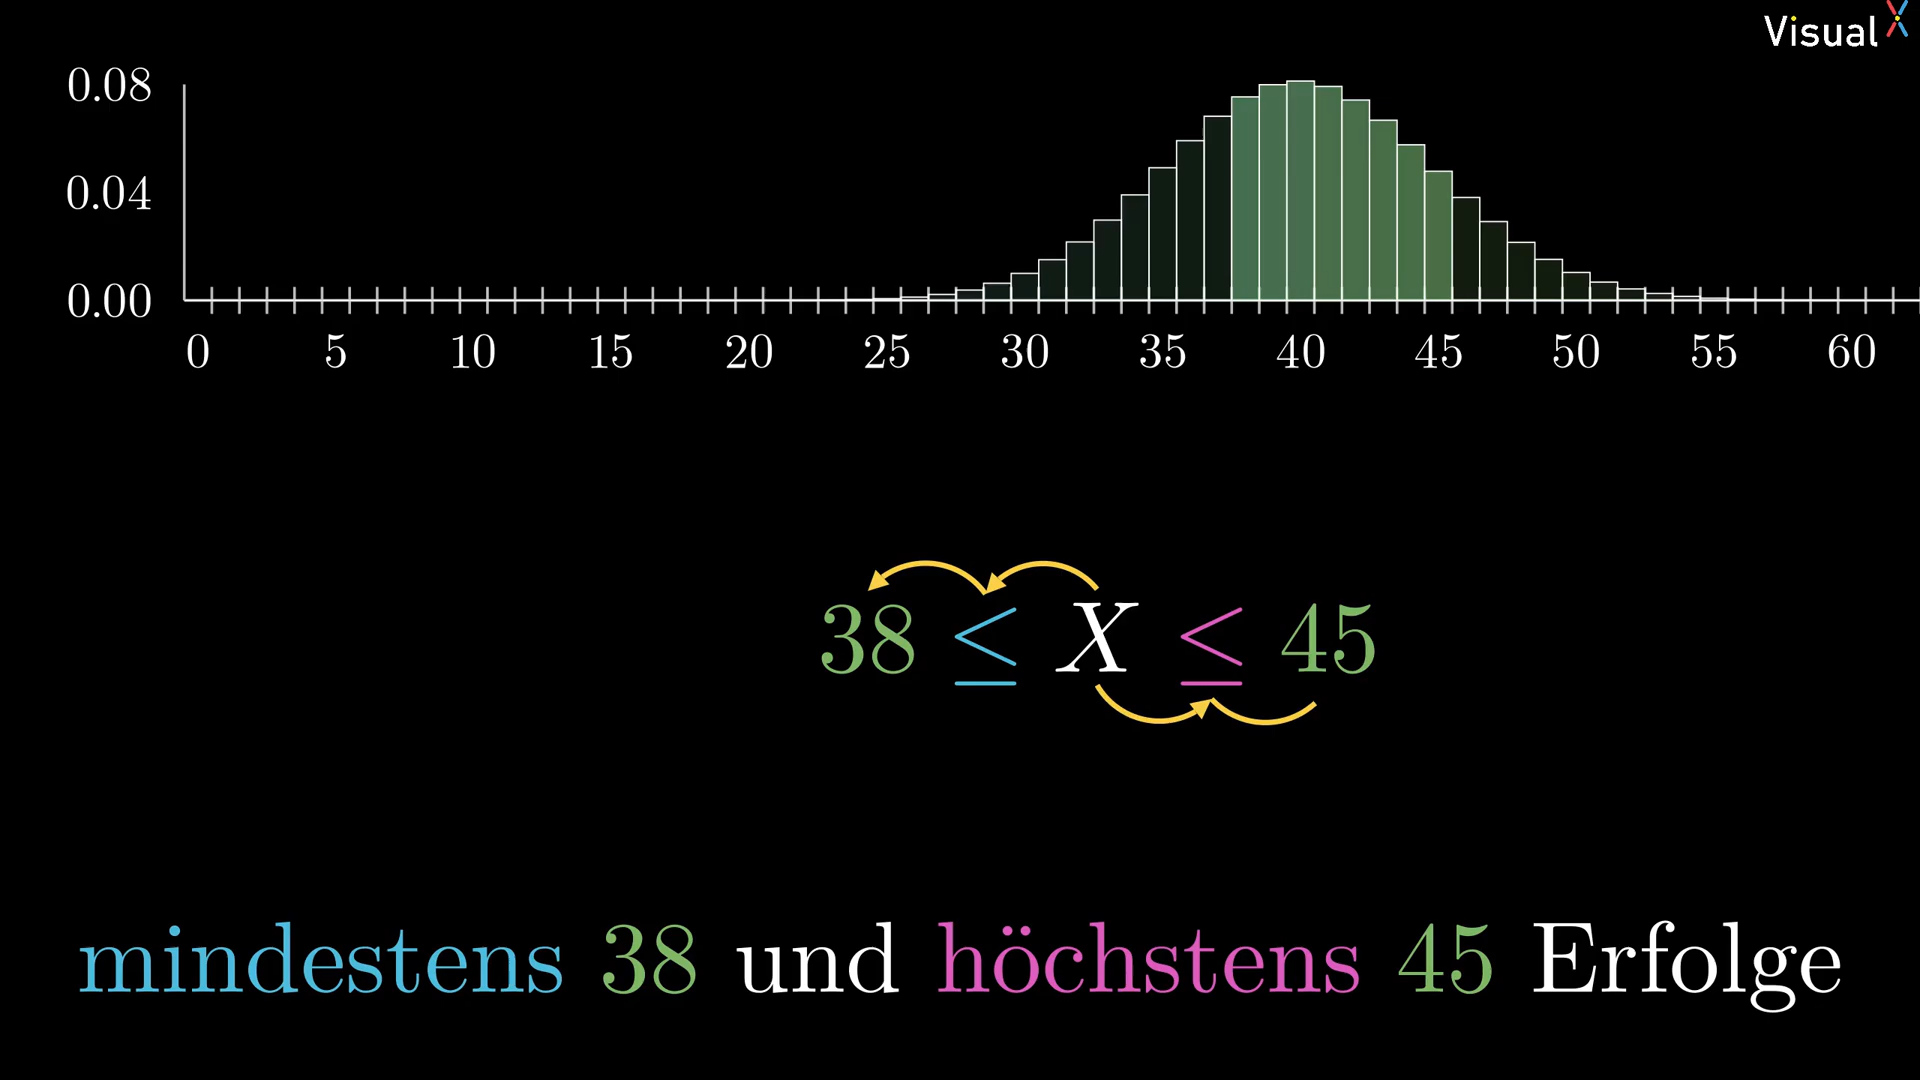 VisualX
0.08
0.04
0.00
0 5 10 15 20 25 30 35 40 45 50 55 60
38 ≤ X ≤ 45
mindestens 38 und höchstens 45 Erfolge